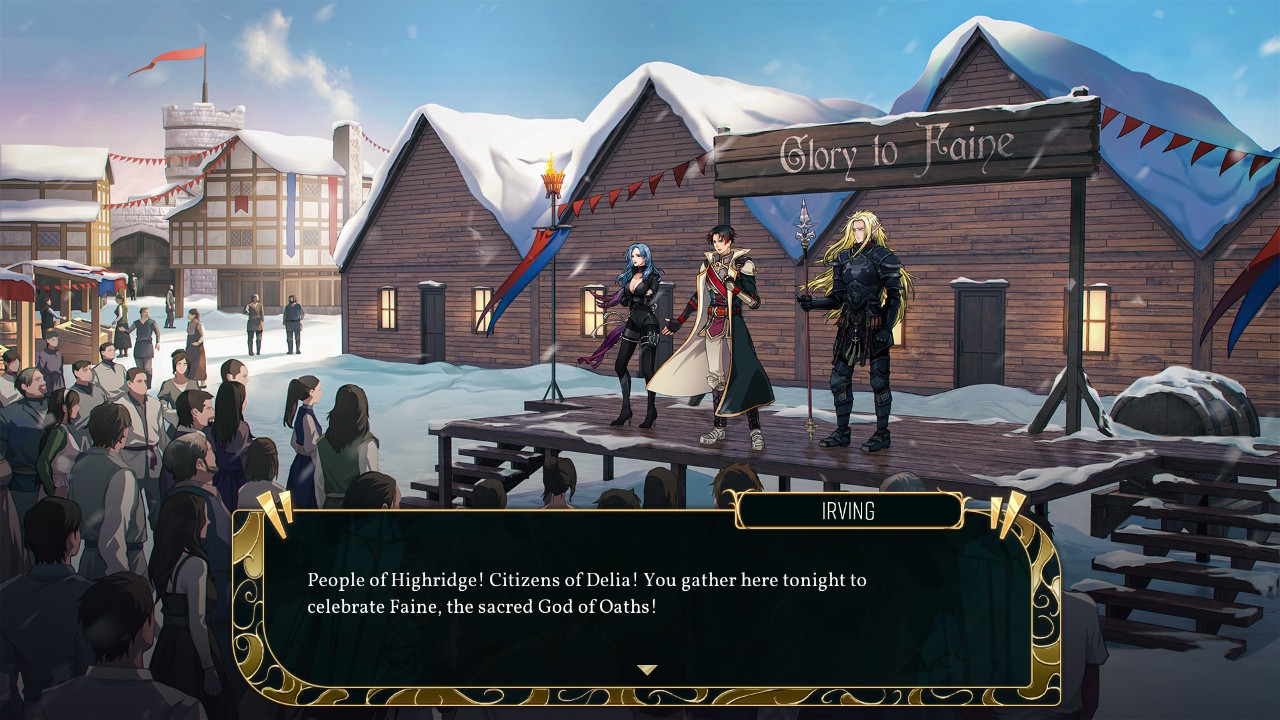 Glory to Faine
IRVING
People of Highridge! Citizens of Delia! You gather here tonight to
celebrate Faine, the sacred God of Oaths!